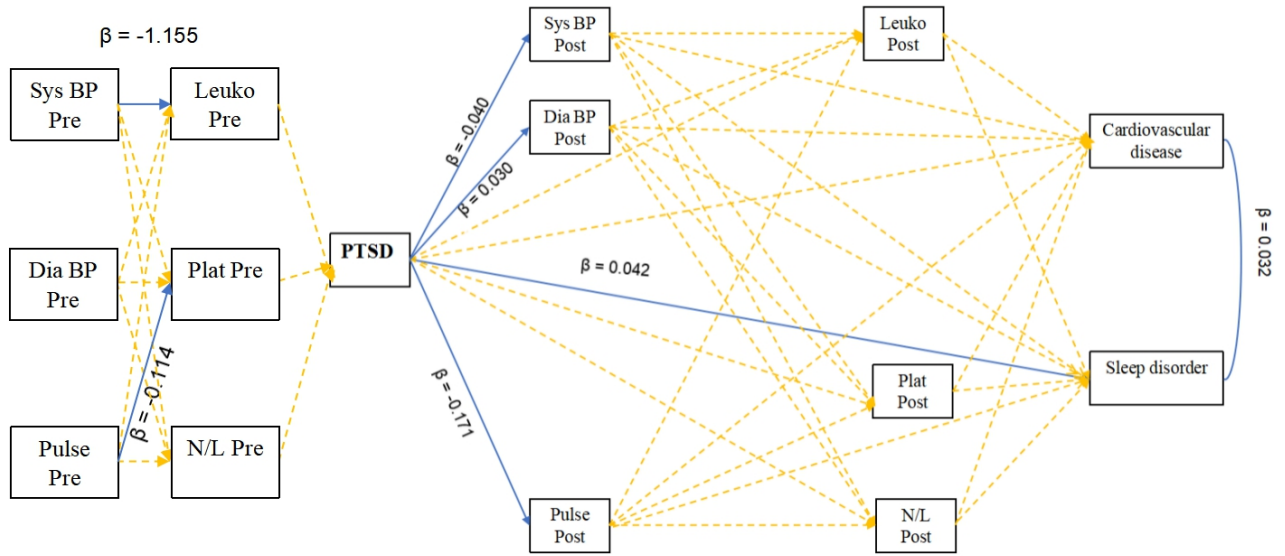 β = -1.155
Sys BP
Pre
Leuko
Pre
Dia BP
Pre
Plat Pre
β = -0.114
Pulse
Pre
N/L Pre
PTSD
Sys BP
Post
Dia BP
Post
β = -0.040
β = 0.030
β = 0.042
β = -0.171
Pulse
Post
Leuko
Post
Plat
Post
N/L
Post
Cardiovascular
disease
Sleep disorder
β = 0.032